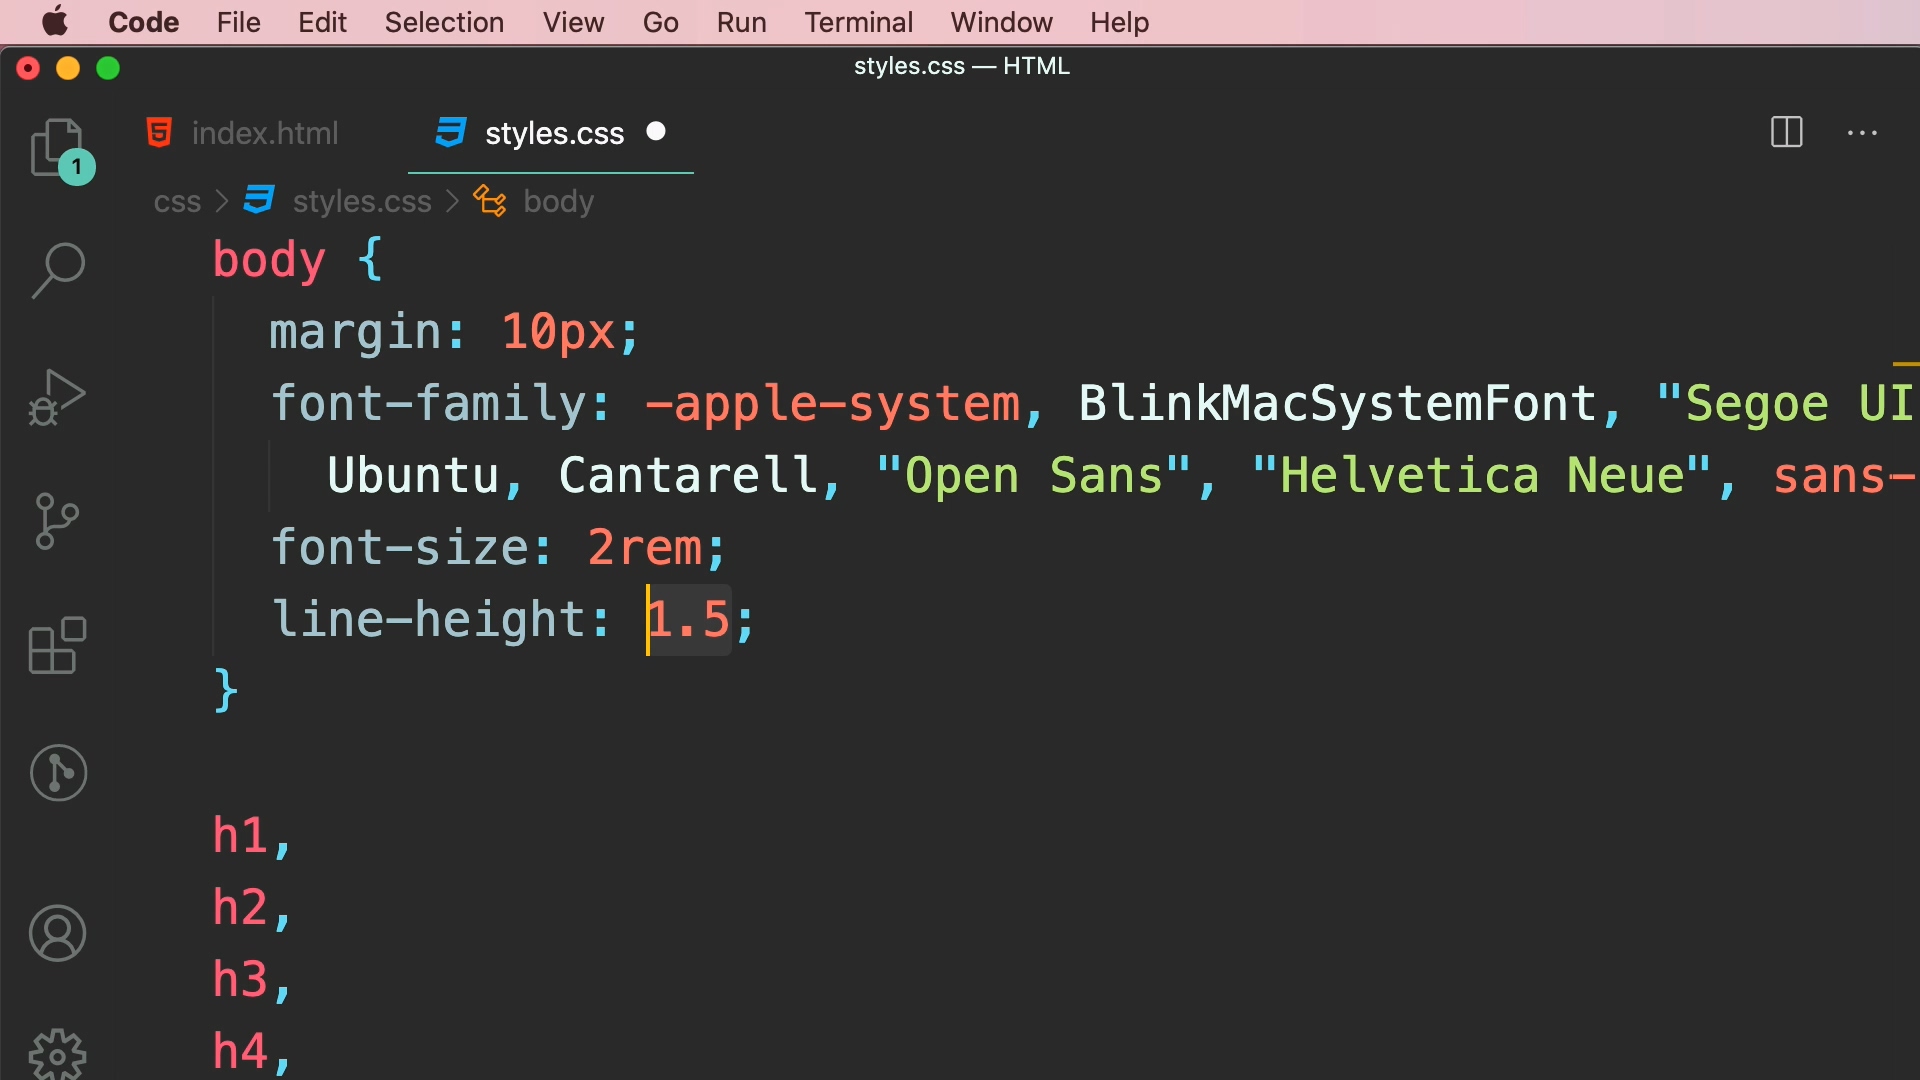 Code File Edit Selection View Go Run Terminal Window Help
styles.css — HTML
index.html styles.css
1
css > styles.css > body
body {
margin: 10px;
font-family: -apple-system, BlinkMacSystemFont, "Segoe UI
Ubuntu, Cantarell, "Open Sans", "Helvetica Neue", sans-
font-size: 2rem;
line-height: 1.5;
}
h1,
h2,
h3,
h4,